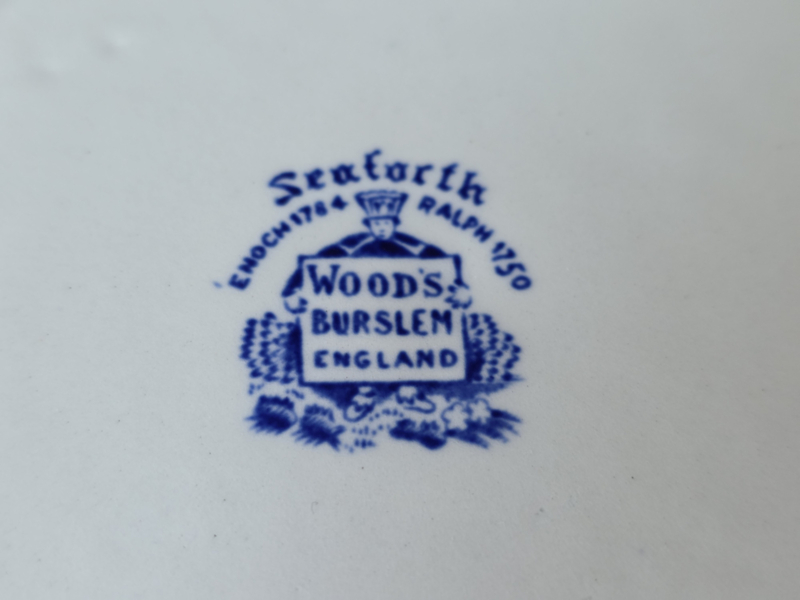 Seaforth
ENOCH 1784 RALPH 1750
WOOD'S
BURSLEM
ENGLAND